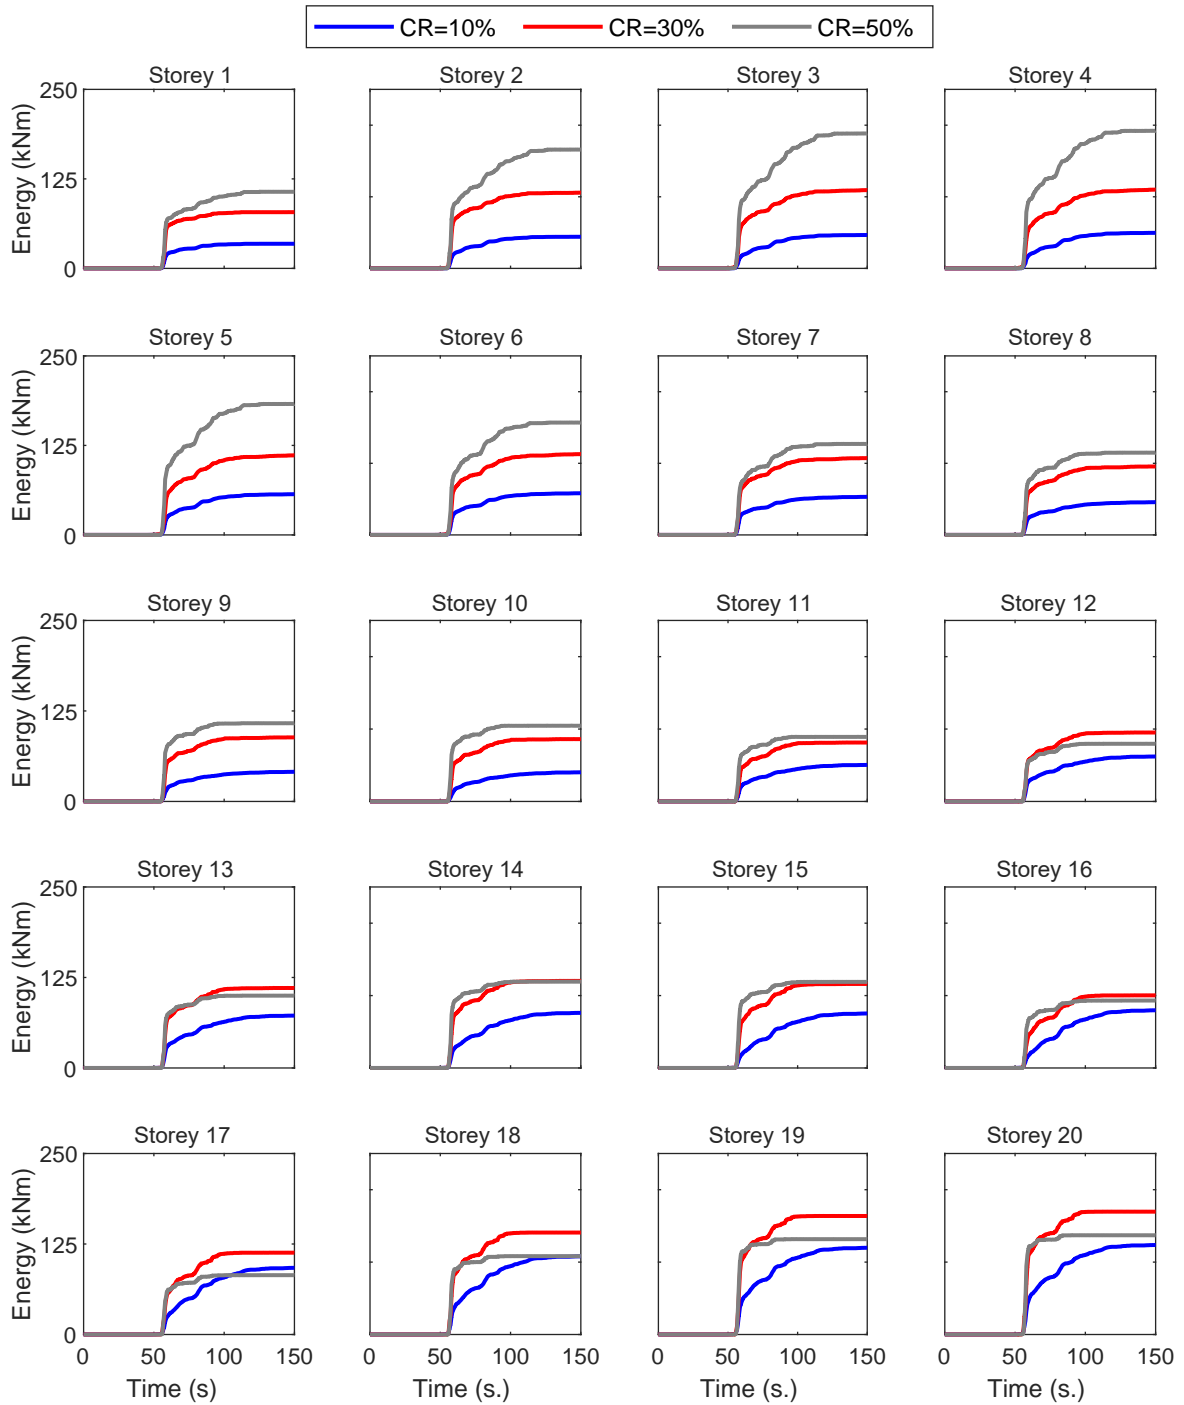 CR=10% CR=30% CR=50%
Storey 1 Storey 2 Storey 3 Storey 4
250
125
0
Energy (kNm)
Storey 5 Storey 6 Storey 7 Storey 8
250
125
0
Energy (kNm)
Storey 9 Storey 10 Storey 11 Storey 12
250
125
0
Energy (kNm)
Storey 13 Storey 14 Storey 15 Storey 16
250
125
0
Energy (kNm)
Storey 17 Storey 18 Storey 19 Storey 20
250
125
0
Energy (kNm)
0 50 100 150 0 50 100 150 0 50 100 150 0 50 100 150
Time (s) Time (s.) Time (s.) Time (s.)